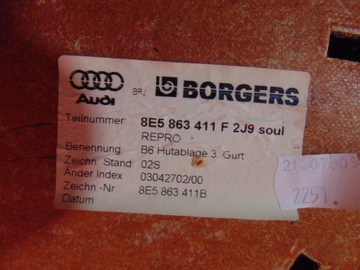 Audi BRJ BORGERS
Teilnummer 8E5 863 411 F 2J9 soul
REPRO
Benennung B6 Hutablage 3. Gurt
Zeichn. Stand: 02S
Änder.Index 03042702/00
Zeichn -Nr 8E5 863 411B
Datum
2251.